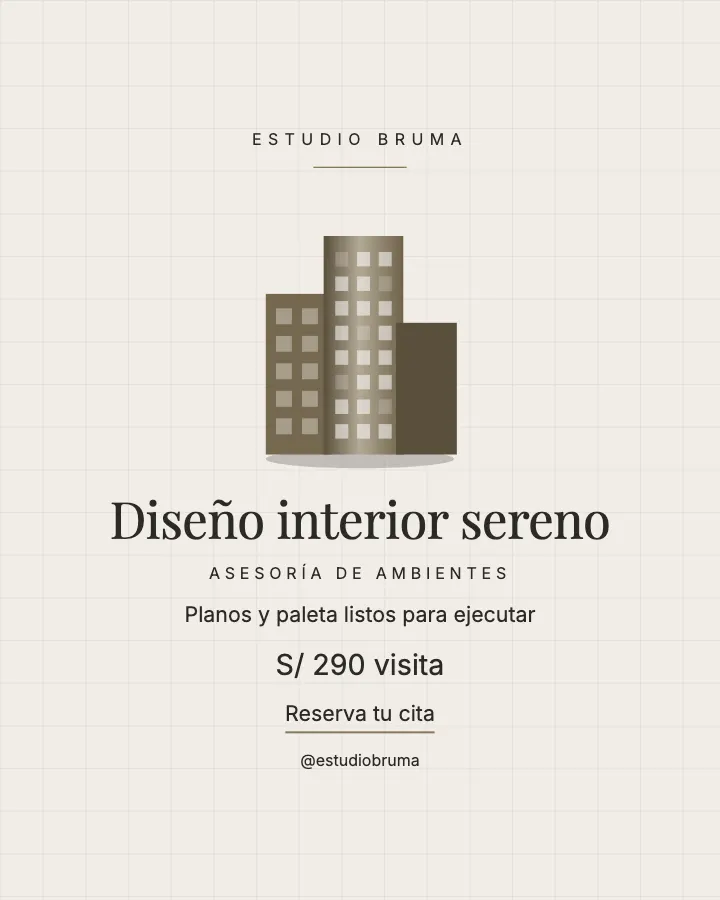 ESTUDIO BRUMA
Diseño interior sereno
ASESORÍA DE AMBIENTES
Planos y paleta listos para ejecutar
S/ 290 visita
Reserva tu cita
@estudiobruma